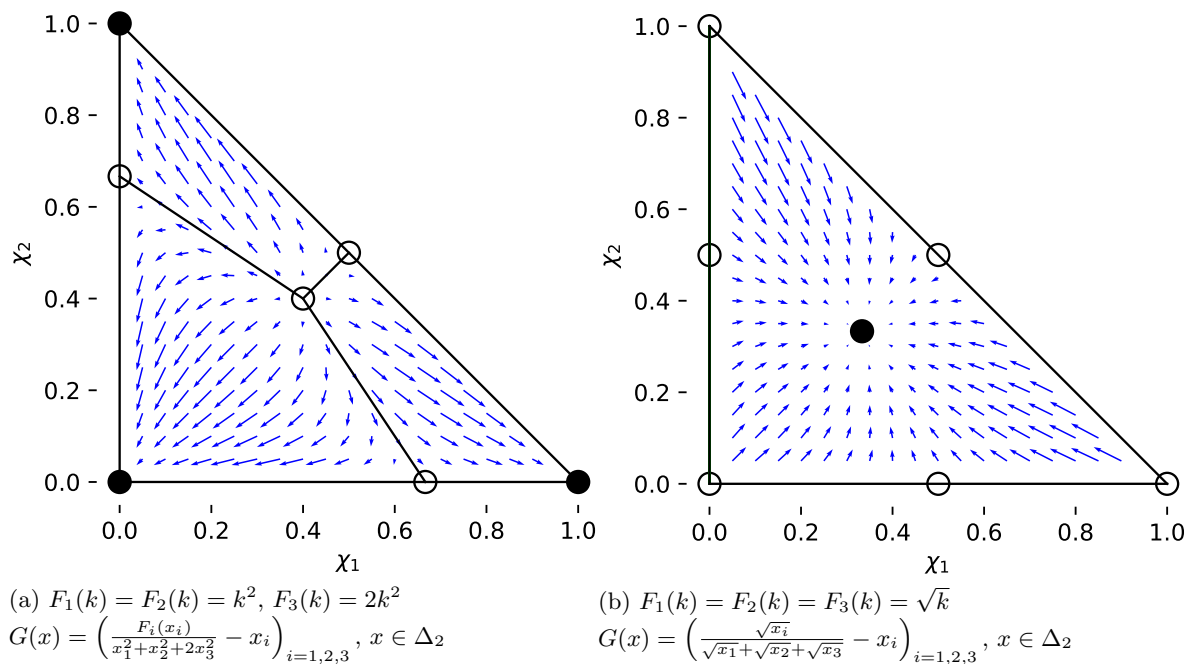 1.0
0.8
0.6
0.4
0.2
0.0
χ₂
0.0 0.2 0.4 0.6 0.8 1.0
χ₁
1.0
0.8
0.6
0.4
0.2
0.0
χ₂
0.0 0.2 0.4 0.6 0.8 1.0
χ₁
(a) F₁(k) = F₂(k) = k², F₃(k) = 2k²
G(x) = (Fᵢ(xᵢ) / (x₁² + x₂² + 2x₃²) − xᵢ)ᵢ₌₁,₂,₃, x ∈ Δ₂
(b) F₁(k) = F₂(k) = F₃(k) = √k
G(x) = (√xᵢ / (√x₁ + √x₂ + √x₃) − xᵢ)ᵢ₌₁,₂,₃, x ∈ Δ₂